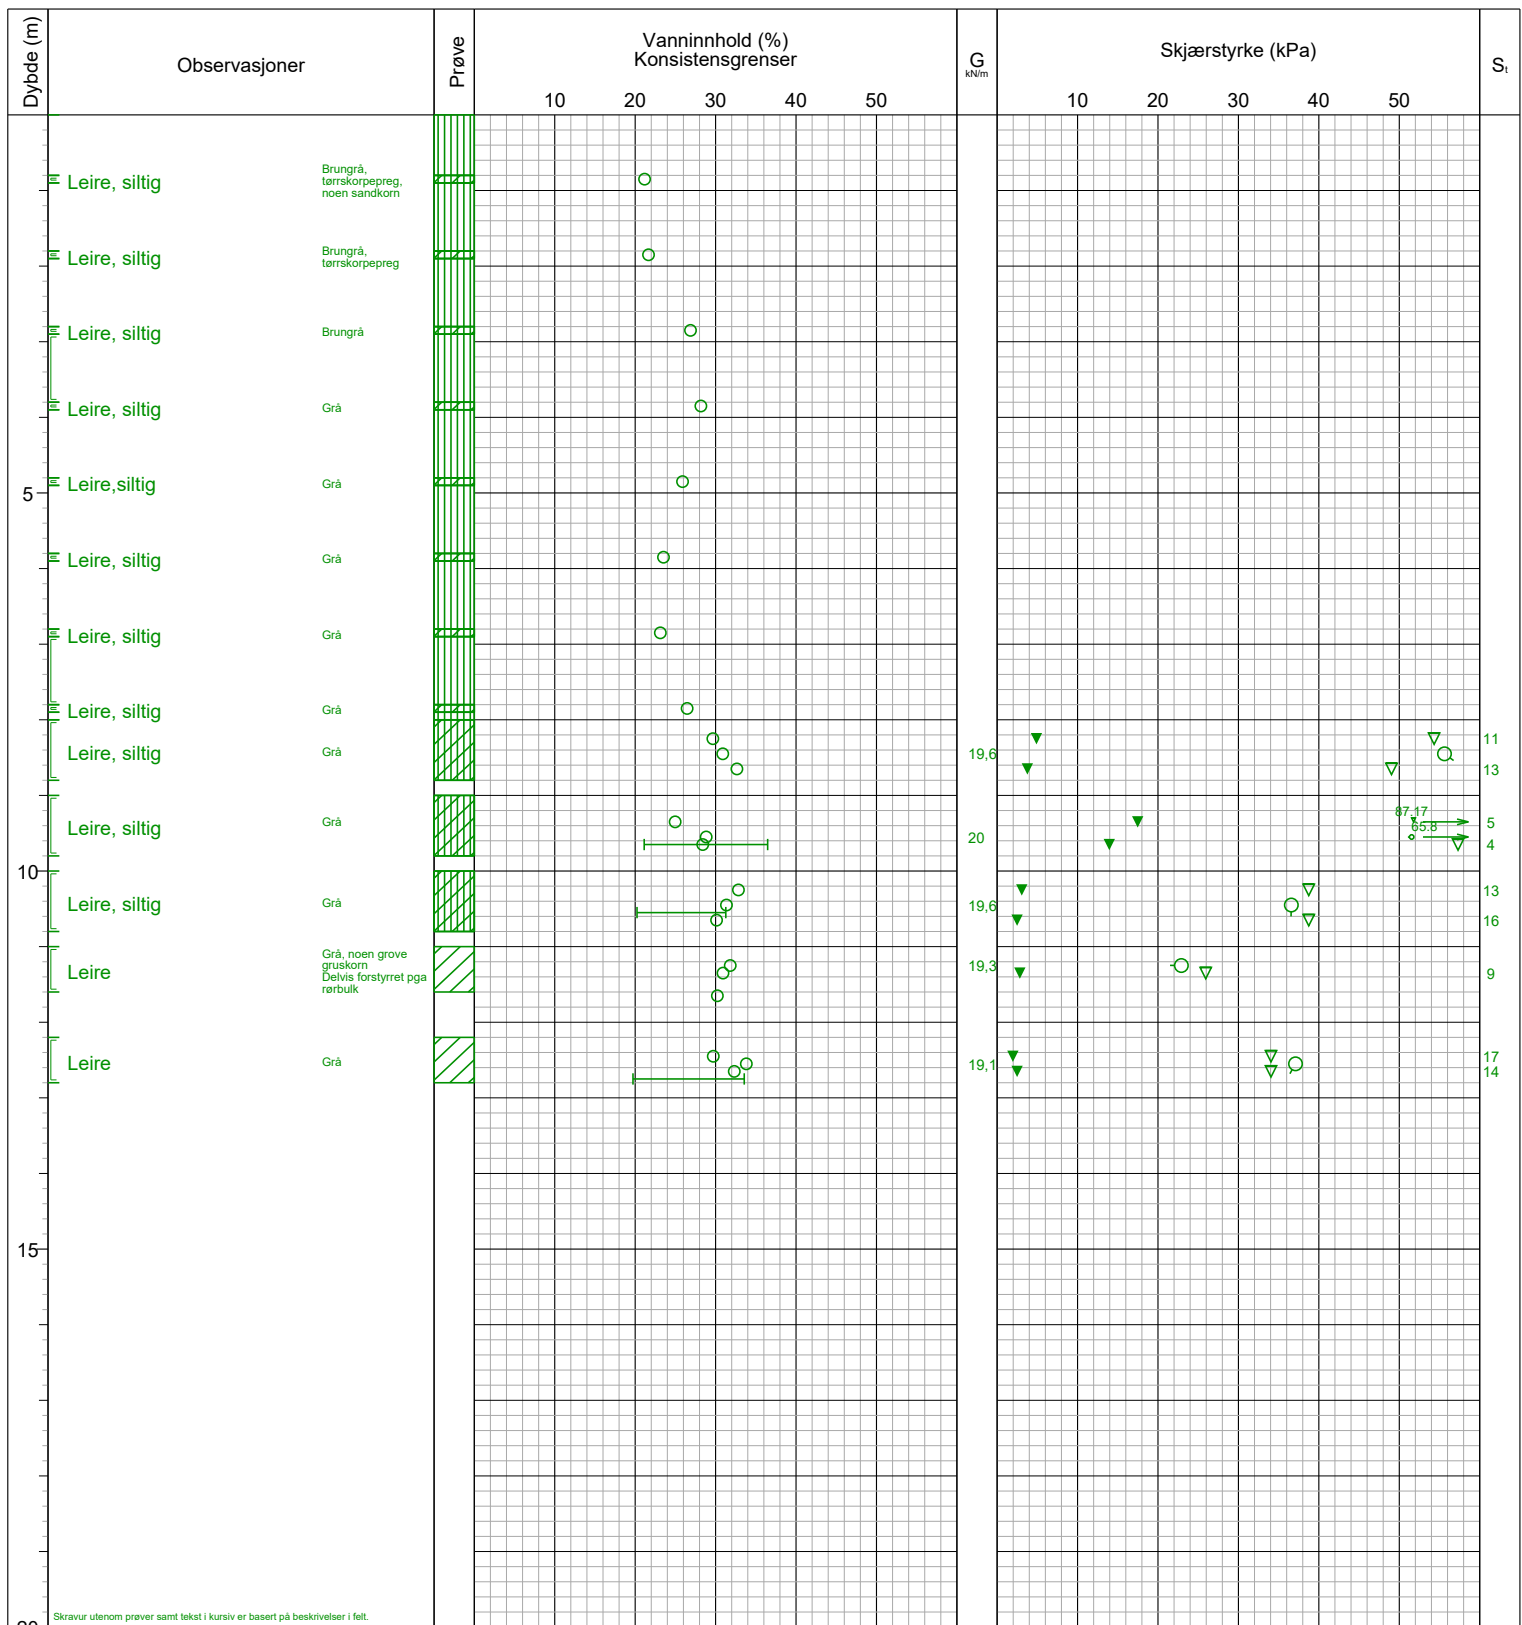 Dybde (m)
Observasjoner
Prøve
Vanninnhold (%)
Konsistensgrenser
10 20 30 40 50
G
kN/m
Skjærstyrke (kPa)
10 20 30 40 50
St
Leire, siltig
Brungrå,
tørrskorpepreg,
noen sandkorn
Leire, siltig
Brungrå,
tørrskorpepreg
Leire, siltig
Brungrå
Leire, siltig
Grå
5
Leire,siltig
Grå
Leire, siltig
Grå
Leire, siltig
Grå
Leire, siltig
Grå
Leire, siltig
Grå
19,6
11
13
Leire, siltig
Grå
20
87.17
65.8
5
4
10
Leire, siltig
Grå
19,6
13
16
Leire
Grå, noen grove
gruskorn
Delvis forstyrret pga
rørbulk
19,3
9
Leire
Grå
19,1
17
14
15
Skravur utenom prøver samt tekst i kursiv er basert på beskrivelser i felt.